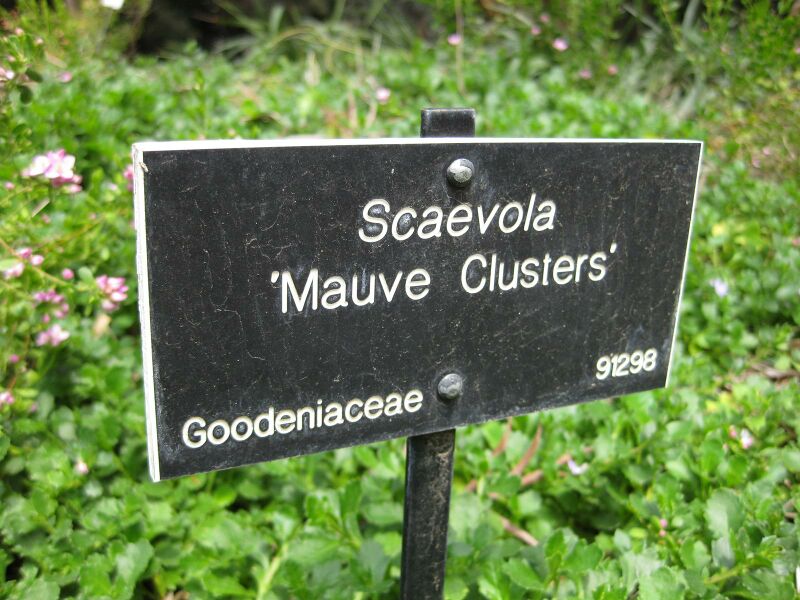 Scaevola
'Mauve Clusters'
Goodeniaceae
91298